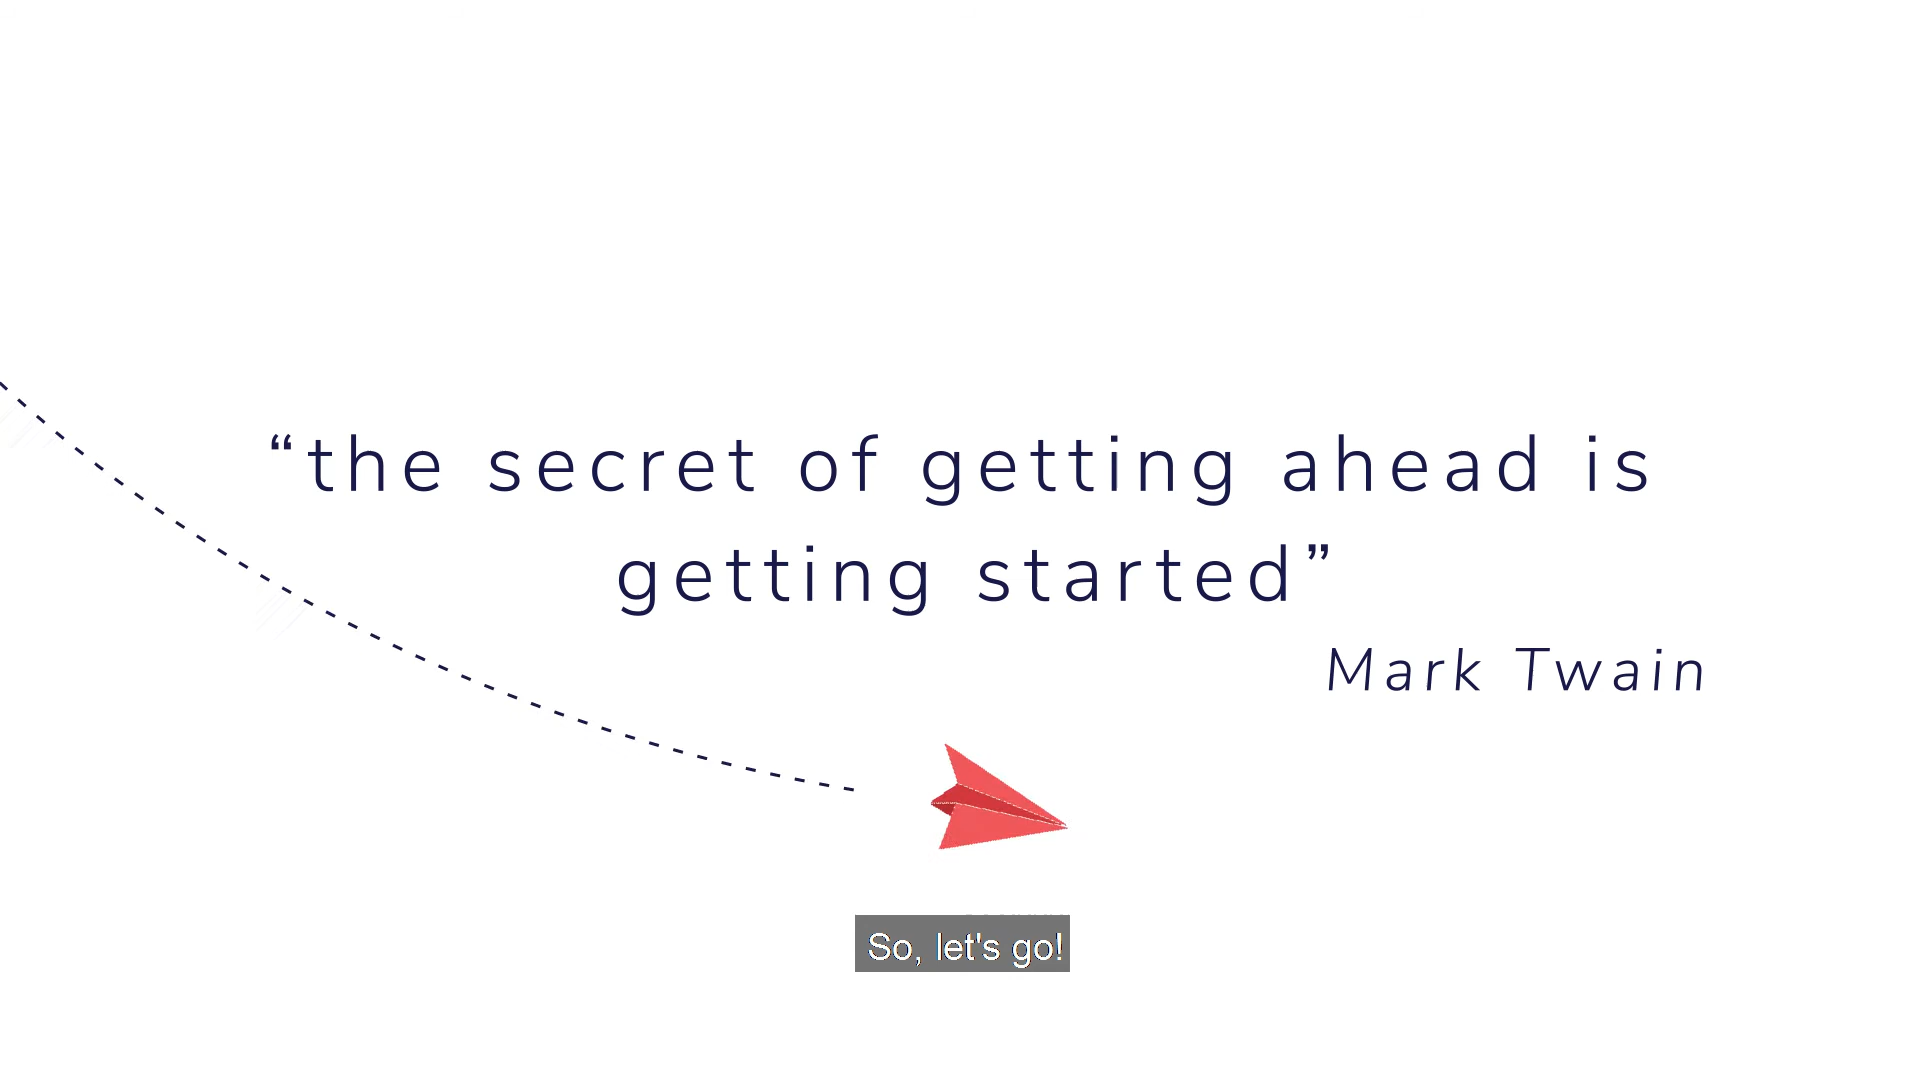 “the secret of getting ahead is
getting started”
Mark Twain
So, let's go!